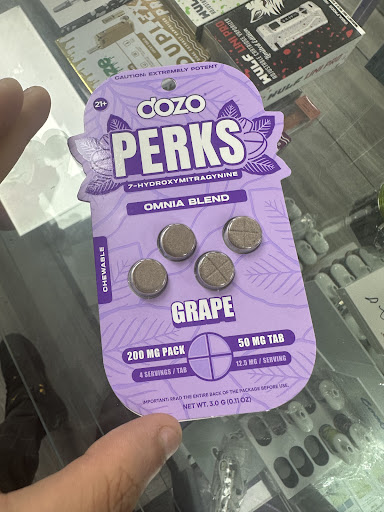 CAUTION: EXTREMELY POTENT
21+
dozo
PERKS
7-HYDROXYMITRAGYNINE
OMNIA BLEND
CHEWABLE
GRAPE
200 MG PACK
50 MG TAB
4 SERVINGS / TAB
12.5 MG / SERVING
IMPORTANT: READ THE ENTIRE BACK OF THE PACKAGE BEFORE USE.
NET WT. 3.0 G (0.11 OZ)